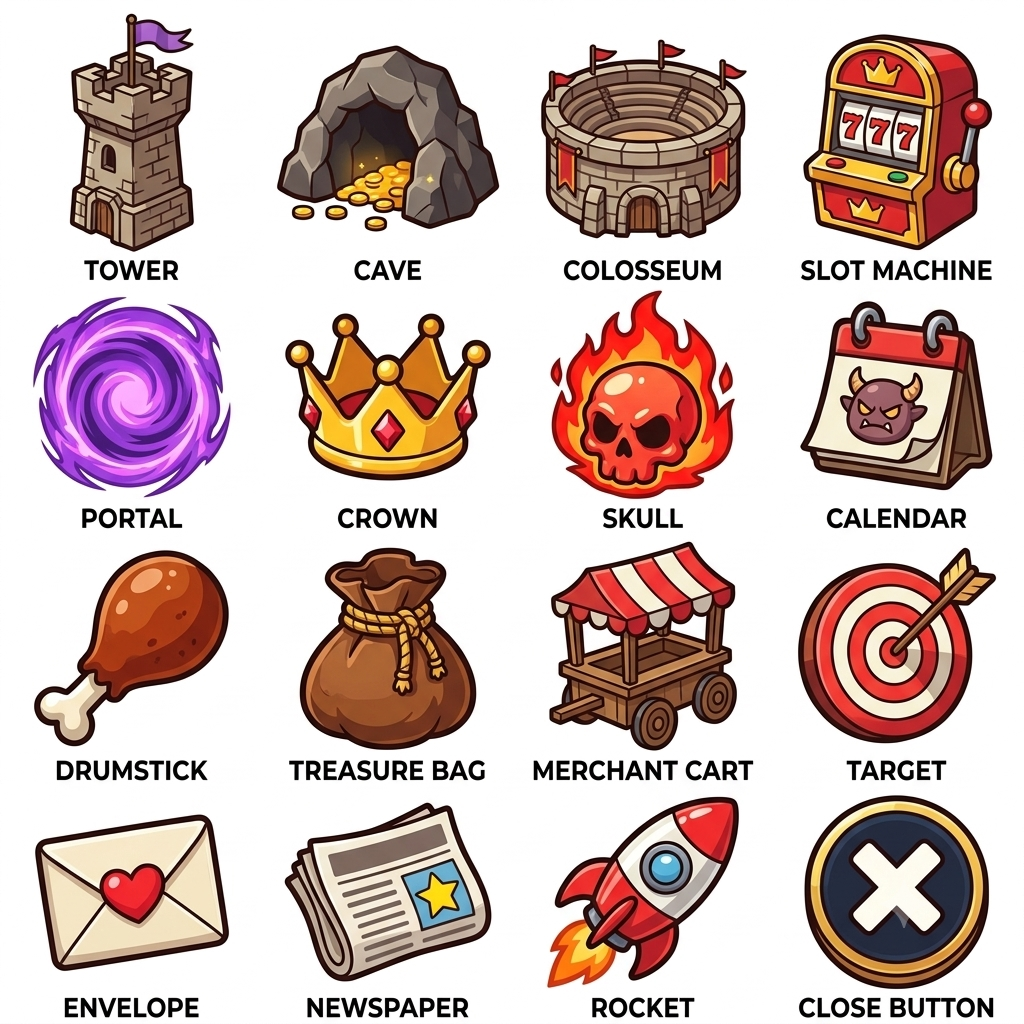 777
TOWER
CAVE
COLOSSEUM
SLOT MACHINE
PORTAL
CROWN
SKULL
CALENDAR
DRUMSTICK
TREASURE BAG
MERCHANT CART
TARGET
ENVELOPE
NEWSPAPER
ROCKET
CLOSE BUTTON